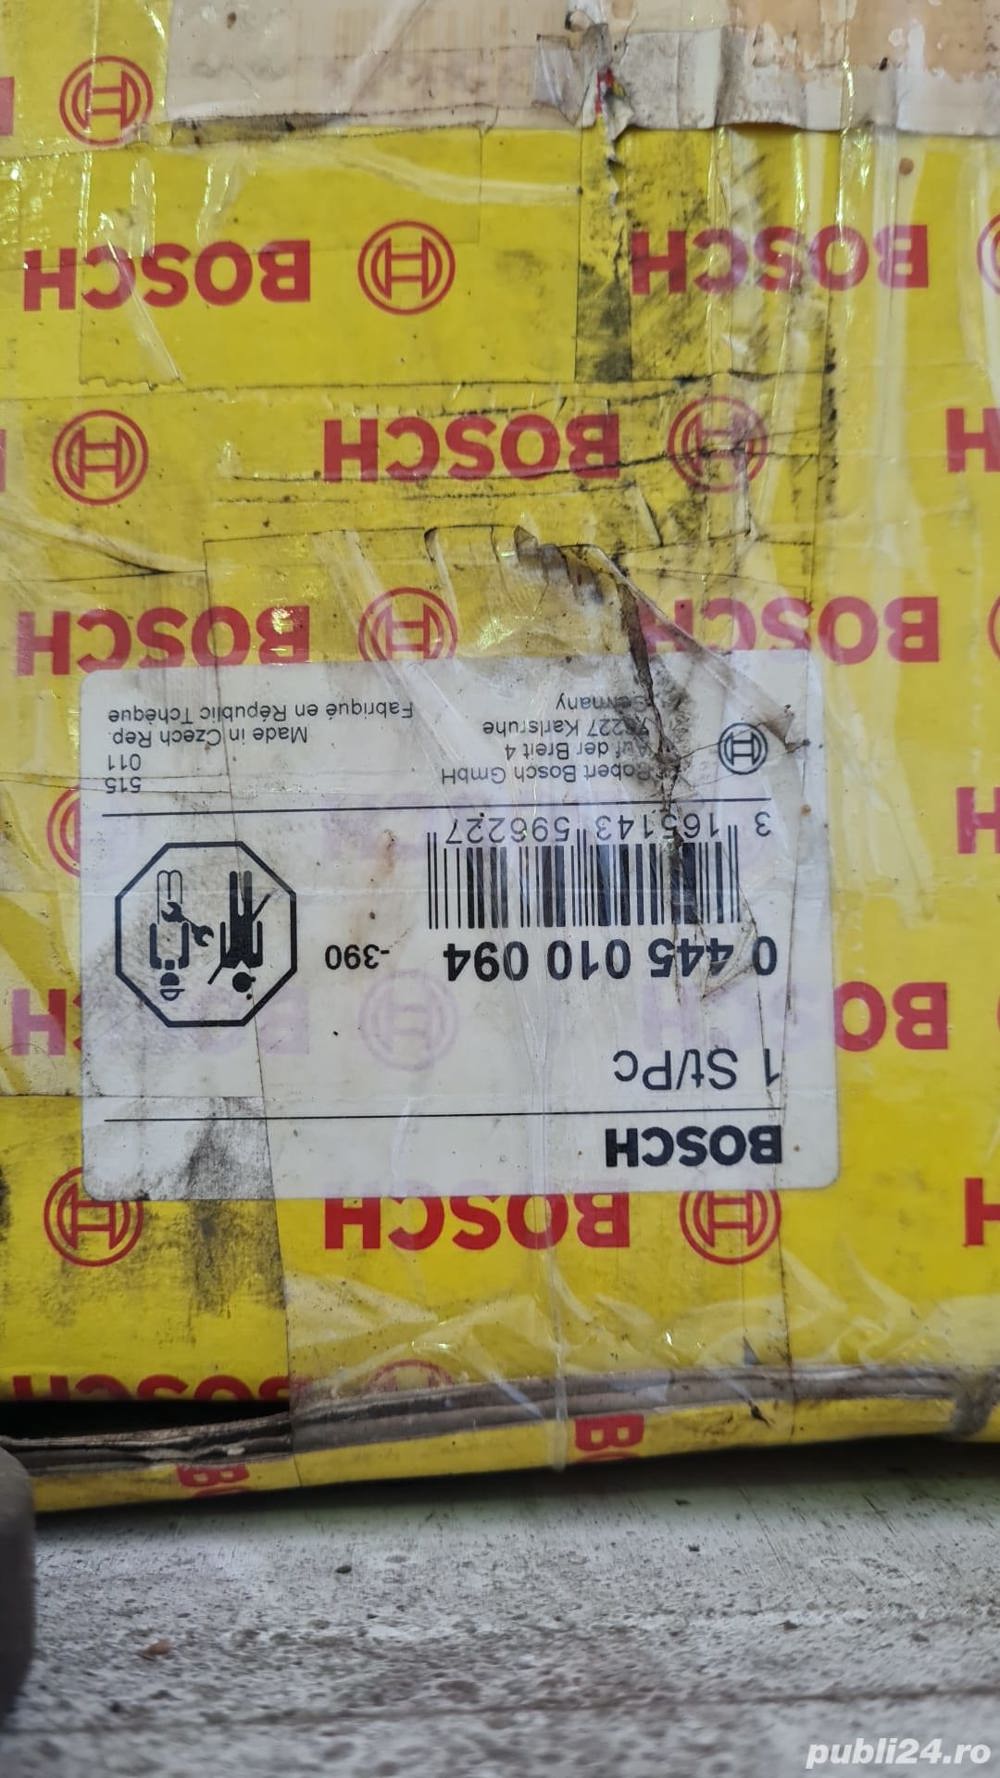 BOSCH
1 St/Pc
0 445 010 094
-390
3 165143 596227
Robert Bosch GmbH
Auf der Breit 4
76227 Karlsruhe
Germany
515
011
Made in Czech Rep.
Fabriqué en Républic Tchèque
BOSCH
BOSCH
BOSCH
BOSCH
BOSCH
BOSCH
BOSCH
publi24.ro